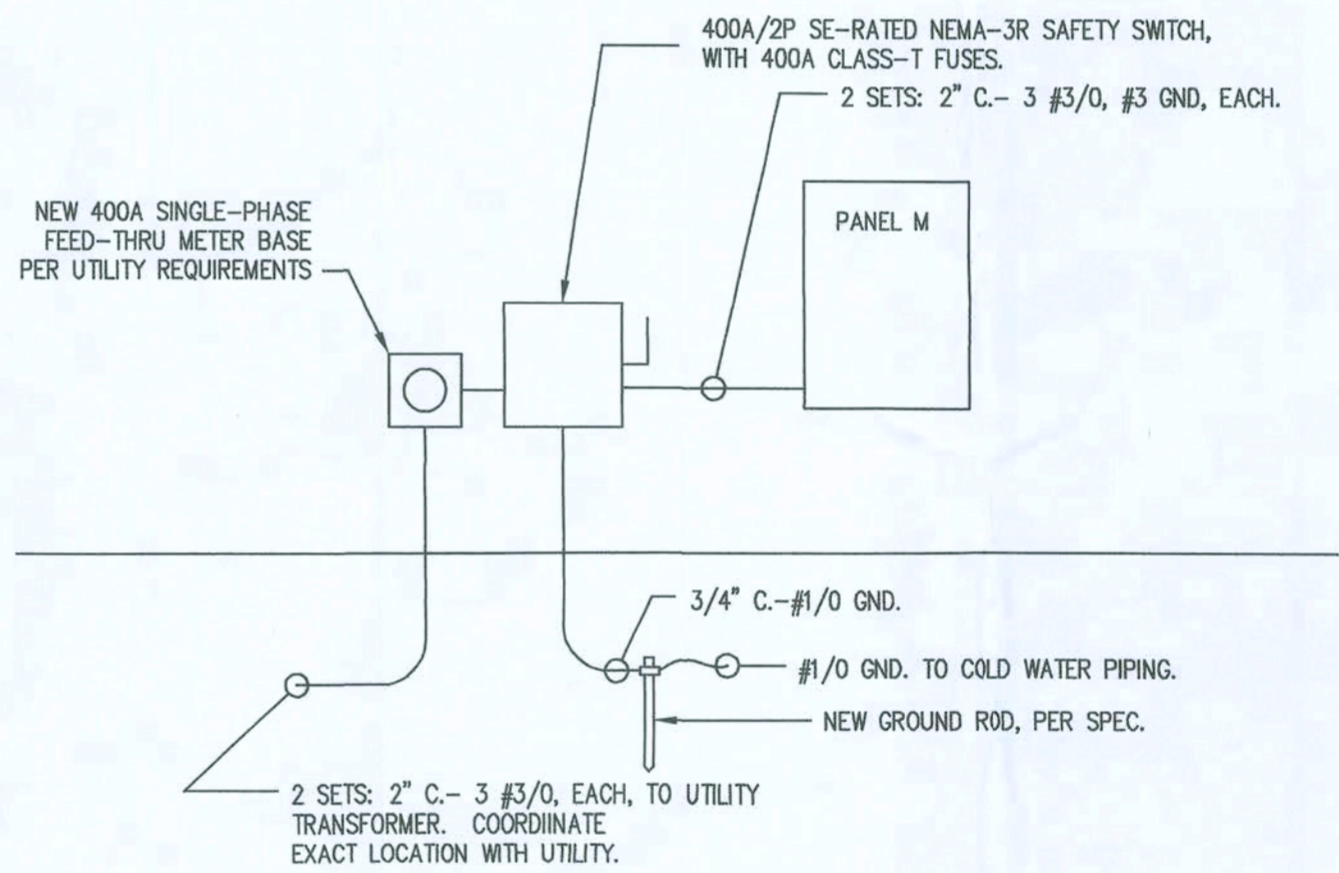 400A/2P SE-RATED NEMA-3R SAFETY SWITCH,
WITH 400A CLASS-T FUSES.
2 SETS: 2" C.- 3 #3/0, #3 GND, EACH.
NEW 400A SINGLE-PHASE
FEED-THRU METER BASE
PER UTILITY REQUIREMENTS
PANEL M
3/4" C.-#1/0 GND.
#1/0 GND. TO COLD WATER PIPING.
NEW GROUND ROD, PER SPEC.
2 SETS: 2" C.- 3 #3/0, EACH, TO UTILITY
TRANSFORMER. COORDIINATE
EXACT LOCATION WITH UTILITY.